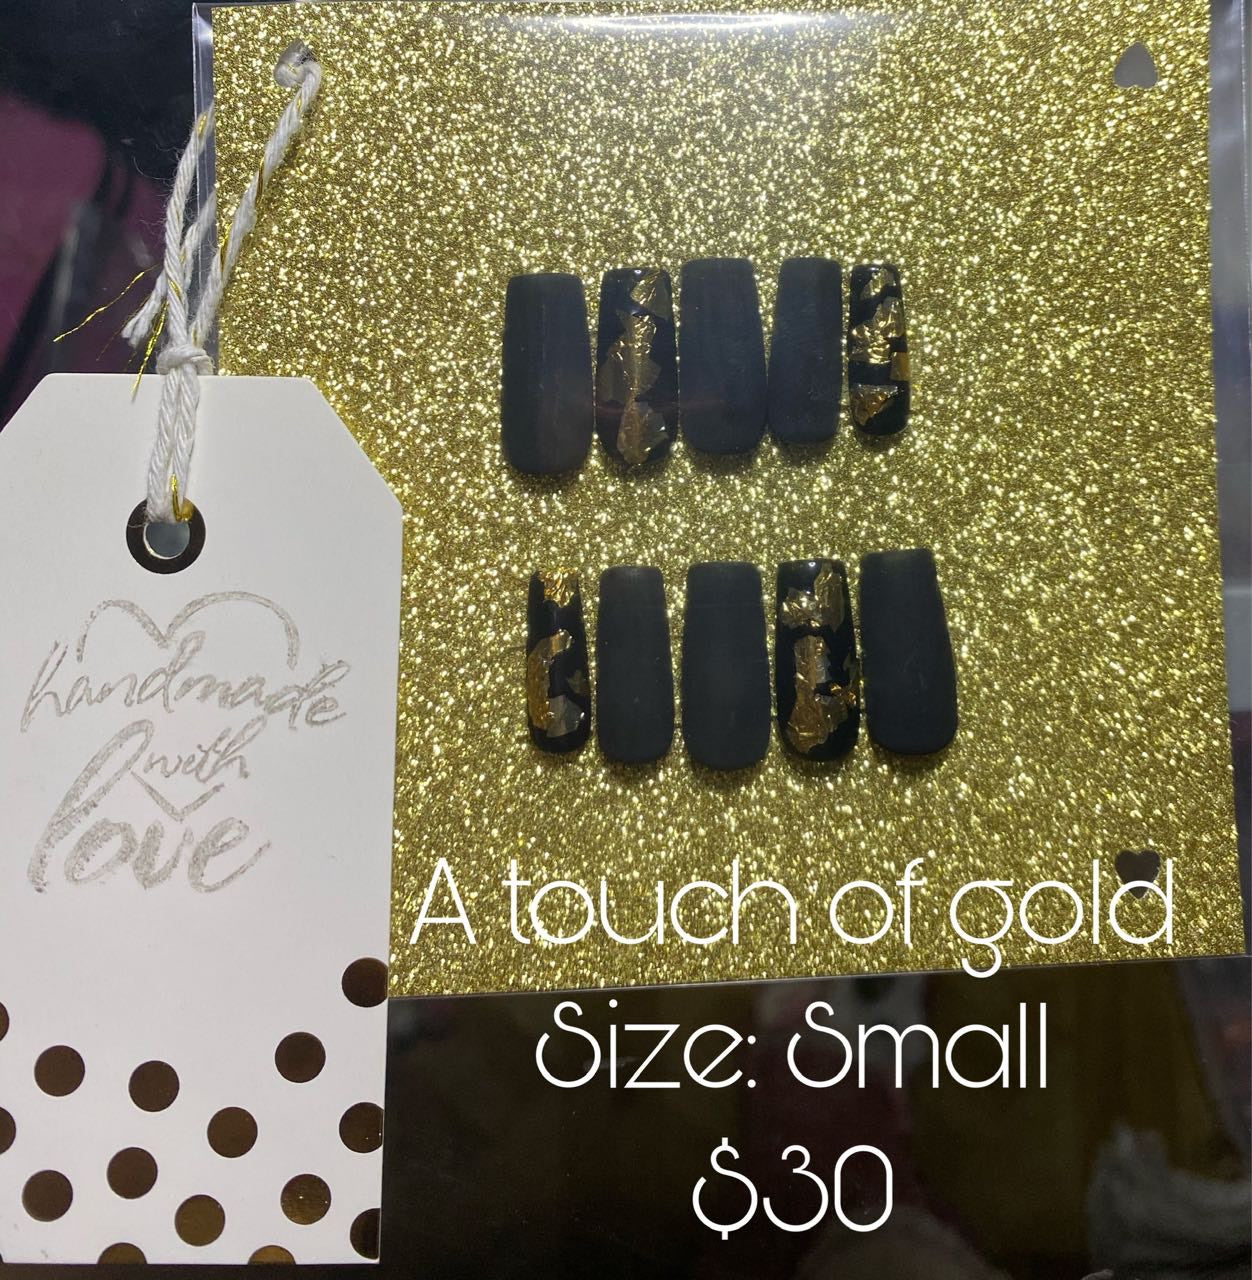 handmade
with
love
A touch of gold
Size: Small
$30